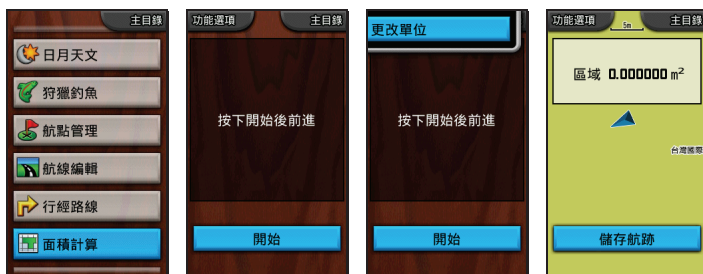 主目錄
日月天文
狩獵釣魚
航點管理
航線編輯
行經路線
面積計算
功能選項 主目錄
按下開始後前進
開始
更改單位
按下開始後前進
開始
功能選項 5m 主目錄
區域 0.000000 m²
台灣國際
儲存航跡